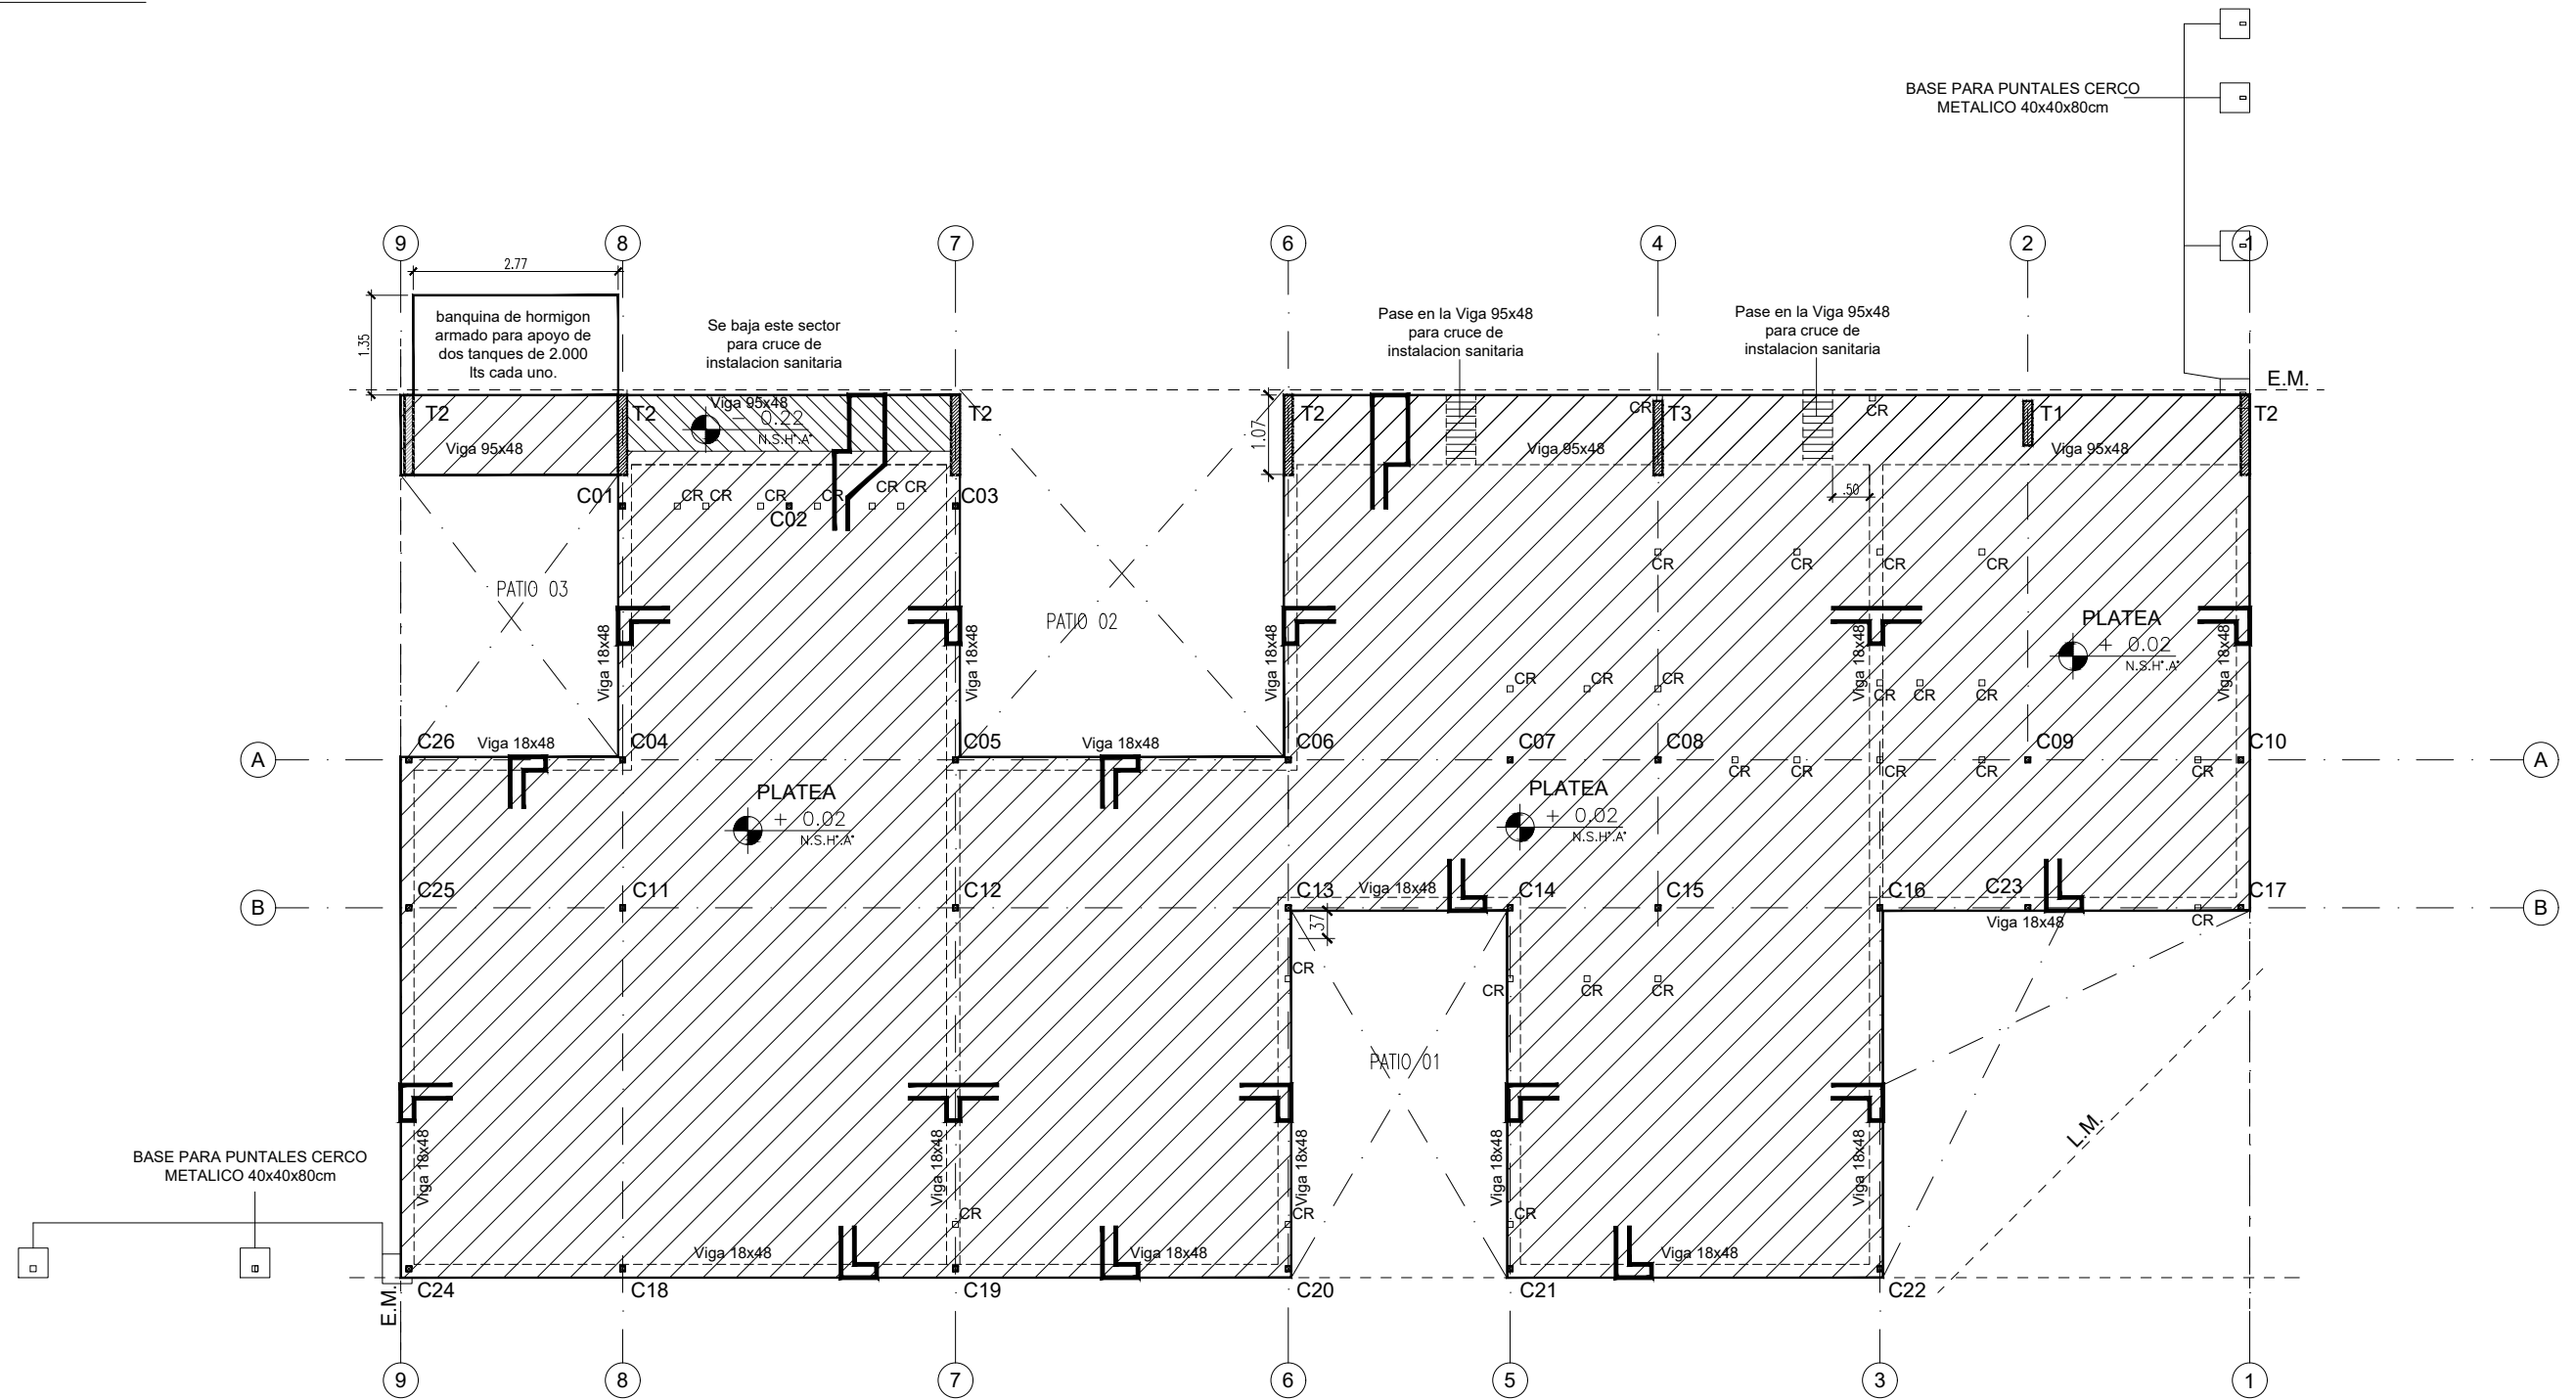 BASE PARA PUNTALES CERCO
METALICO 40x40x80cm
9
8
7
6
4
2
1
2.77
1.35
banquina de hormigon
armado para apoyo de
dos tanques de 2.000
lts cada uno.
Se baja este sector
para cruce de
instalacion sanitaria
Pase en la Viga 95x48
para cruce de
instalacion sanitaria
Pase en la Viga 95x48
para cruce de
instalacion sanitaria
E.M.
T2
T2
Viga 95x48
- 0.22
N.S.H°.A°
T2
T2
CR
T3
CR
T1
T2
1.07
Viga 95x48
Viga 95x48
Viga 95x48
.50
C01
CR
CR
CR
C02
CR
CR
CR
C03
PATIO 03
PATIO 02
CR
CR
CR
CR
PLATEA
+ 0.02
N.S.H°.A°
Viga 18x48
Viga 18x48
Viga 18x48
Viga 18x48
Viga 18x48
CR
CR
CR
CR
CR
CR
C26
Viga 18x48
C04
C05
Viga 18x48
C06
C07
C08
C09
C10
A
CR
CR
CR
CR
CR
A
PLATEA
+ 0.02
N.S.H°.A°
PLATEA
+ 0.02
N.S.H°.A°
B
C25
C11
C12
C13
Viga 18x48
C14
C15
C16
C23
C17
B
Viga 18x48
CR
.37
CR
CR
CR
CR
PATIO 01
L.M.
BASE PARA PUNTALES CERCO
METALICO 40x40x80cm
Viga 18x48
Viga 18x48
Viga 18x48
Viga 18x48
Viga 18x48
CR
CR
CR
Viga 18x48
Viga 18x48
Viga 18x48
E.M.
C24
C18
C19
C20
C21
C22
9
8
7
6
5
3
1